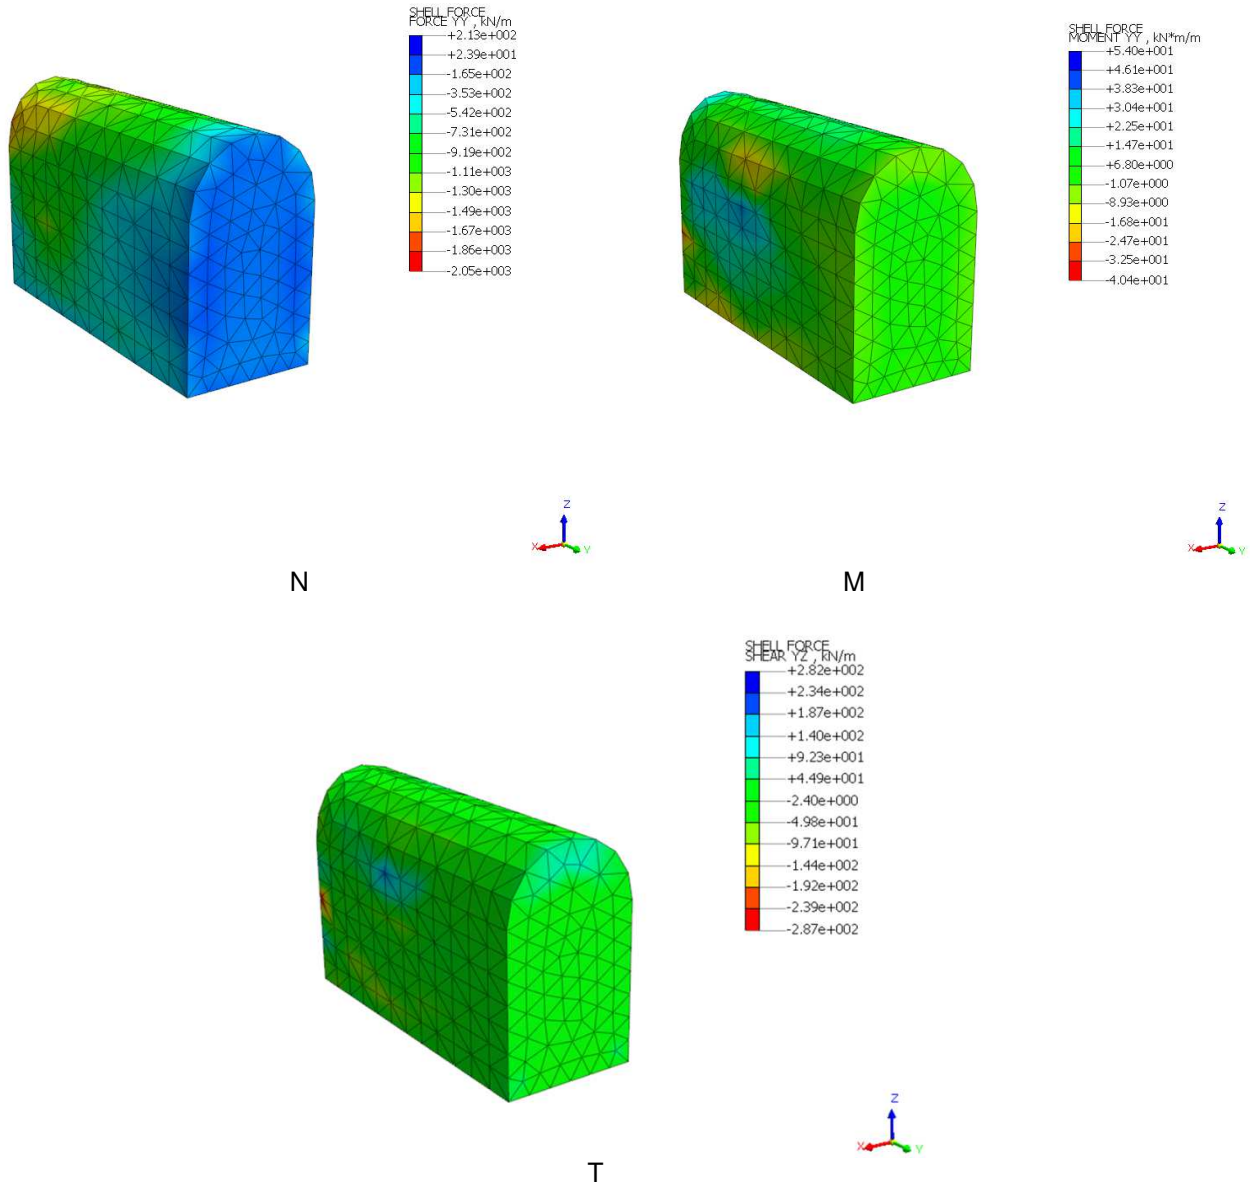 SHELL FORCE
FORCE YY , kN/m
+2.13e+002
+2.39e+001
-1.65e+002
-3.53e+002
-5.42e+002
-7.31e+002
-9.19e+002
-1.11e+003
-1.30e+003
-1.49e+003
-1.67e+003
-1.86e+003
-2.05e+003
Z
X
Y
N
SHELL FORCE
MOMENT YY , kN*m/m
+5.40e+001
+4.61e+001
+3.83e+001
+3.04e+001
+2.25e+001
+1.47e+001
+6.80e+000
-1.07e+000
-8.93e+000
-1.68e+001
-2.47e+001
-3.25e+001
-4.04e+001
Z
X
Y
M
SHELL FORCE
SHEAR YZ , kN/m
+2.82e+002
+2.34e+002
+1.87e+002
+1.40e+002
+9.23e+001
+4.49e+001
-2.40e+000
-4.98e+001
-9.71e+001
-1.44e+002
-1.92e+002
-2.39e+002
-2.87e+002
Z
X
Y
T